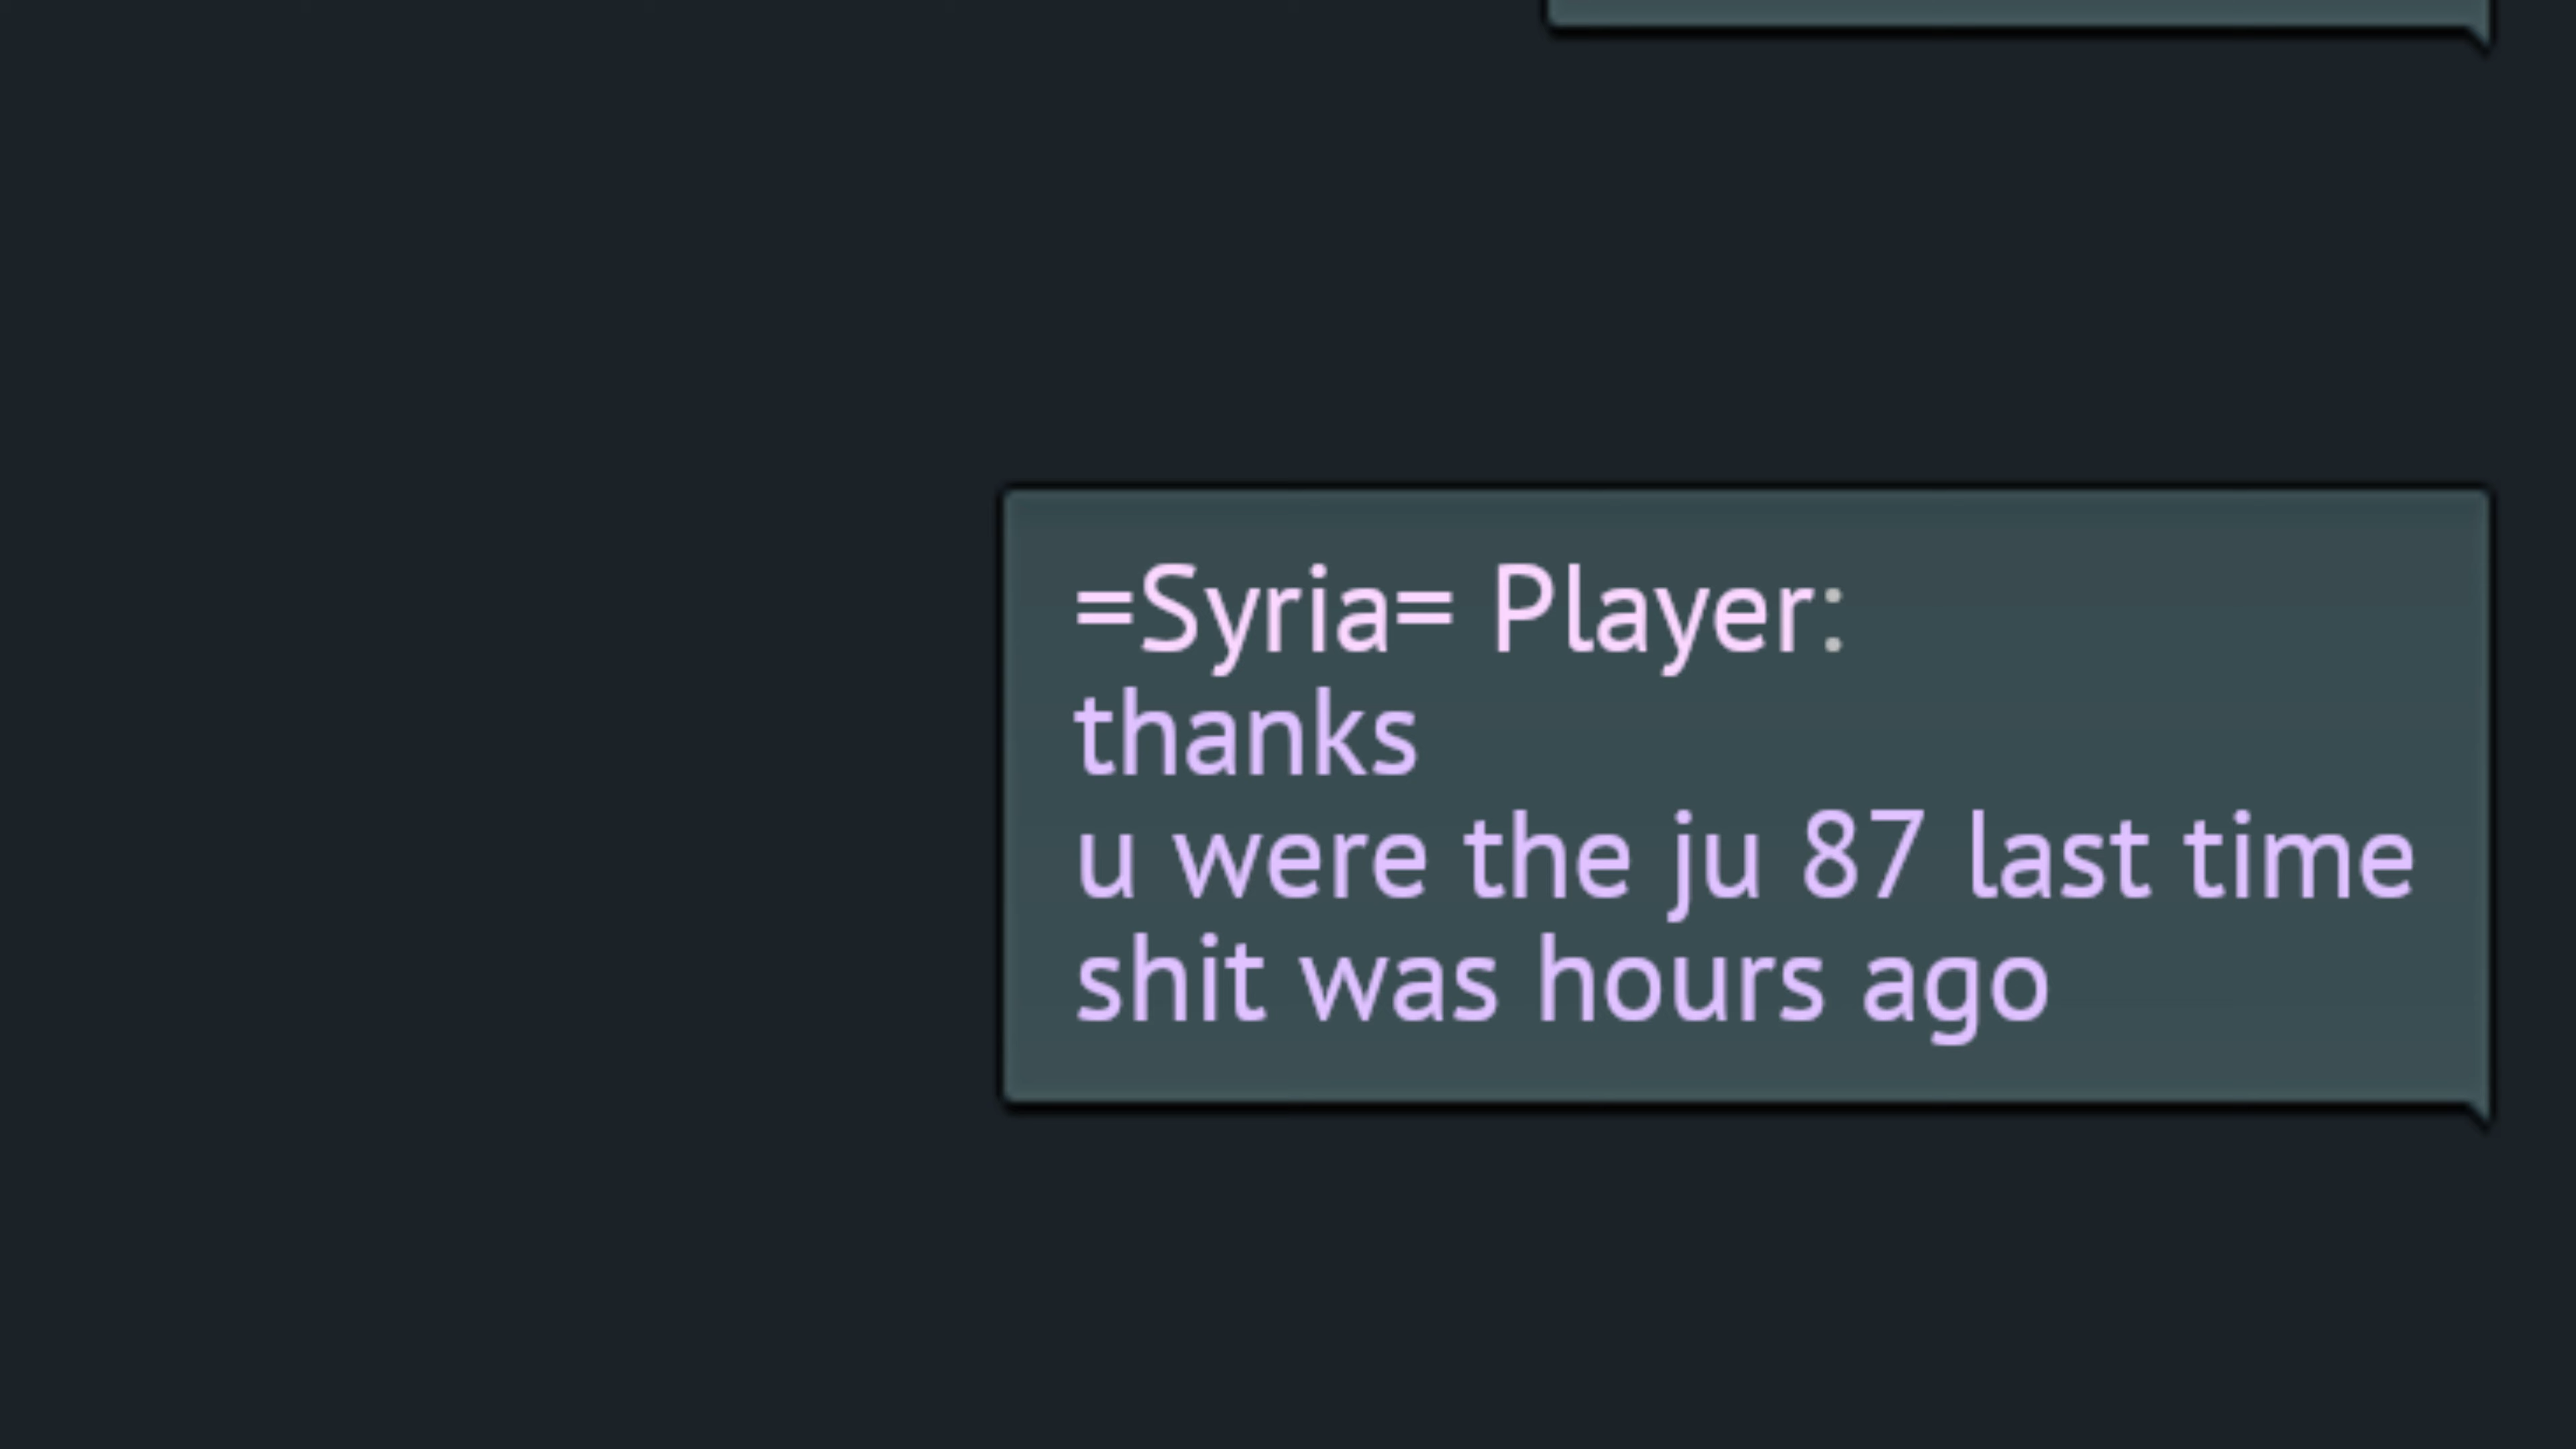 =Syria= Player:
thanks
u were the ju 87 last time
shit was hours ago